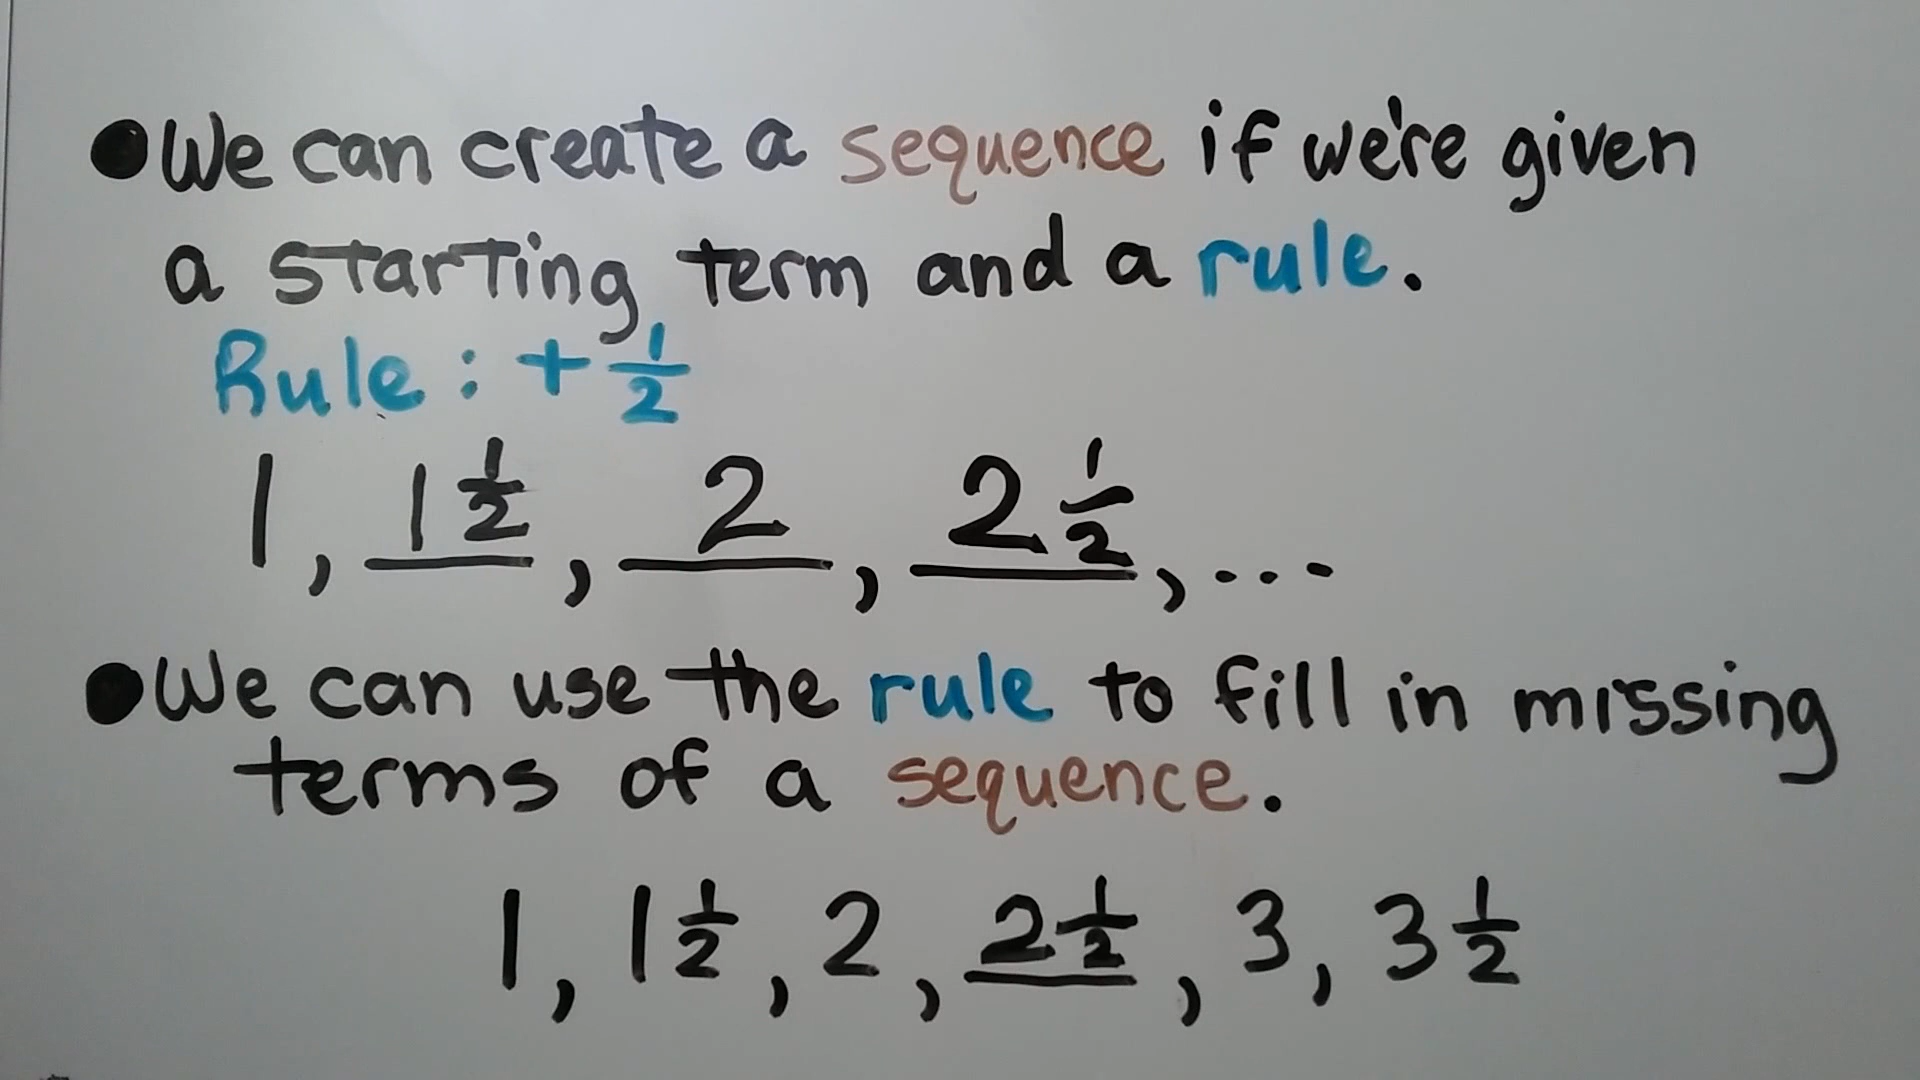 ●We can create a sequence if we're given
a starting term and a rule.
Rule: + 1/2
1, 1 1/2, 2, 2 1/2, ...
●We can use the rule to fill in missing
terms of a sequence.
1, 1 1/2, 2, 2 1/2, 3, 3 1/2